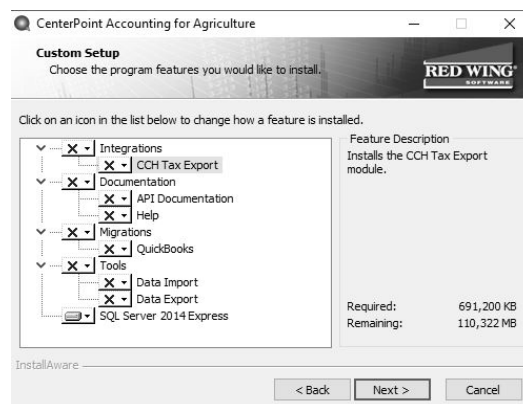 CenterPoint Accounting for Agriculture
Custom Setup
Choose the program features you would like to install.
RED WING
SOFTWARE
Click on an icon in the list below to change how a feature is installed.
Integrations
CCH Tax Export
Documentation
API Documentation
Help
Migrations
QuickBooks
Tools
Data Import
Data Export
SQL Server 2014 Express
Feature Description
Installs the CCH Tax Export
module.
Required: 691,200 KB
Remaining: 110,322 MB
InstallAware
< Back Next > Cancel